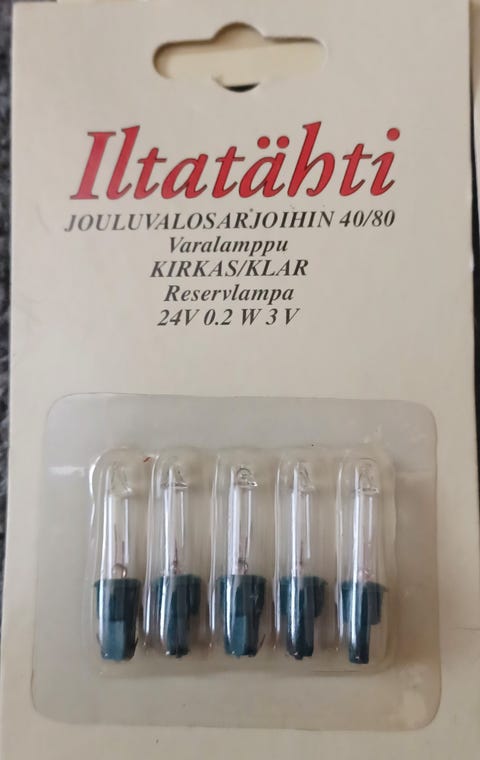 Iltatähti
JOULUVALOSARJOIHIN 40/80
Varalamppu
KIRKAS/KLAR
Reservlampa
24V 0.2 W 3 V